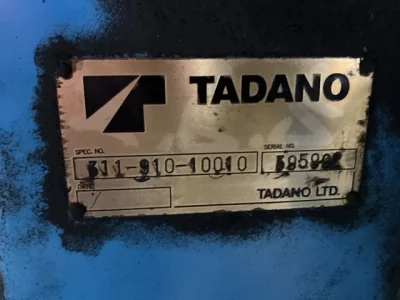 TADANO
SPEC. NO. SERIAL NO.
311-910-10010
DATE
TADANO LTD.